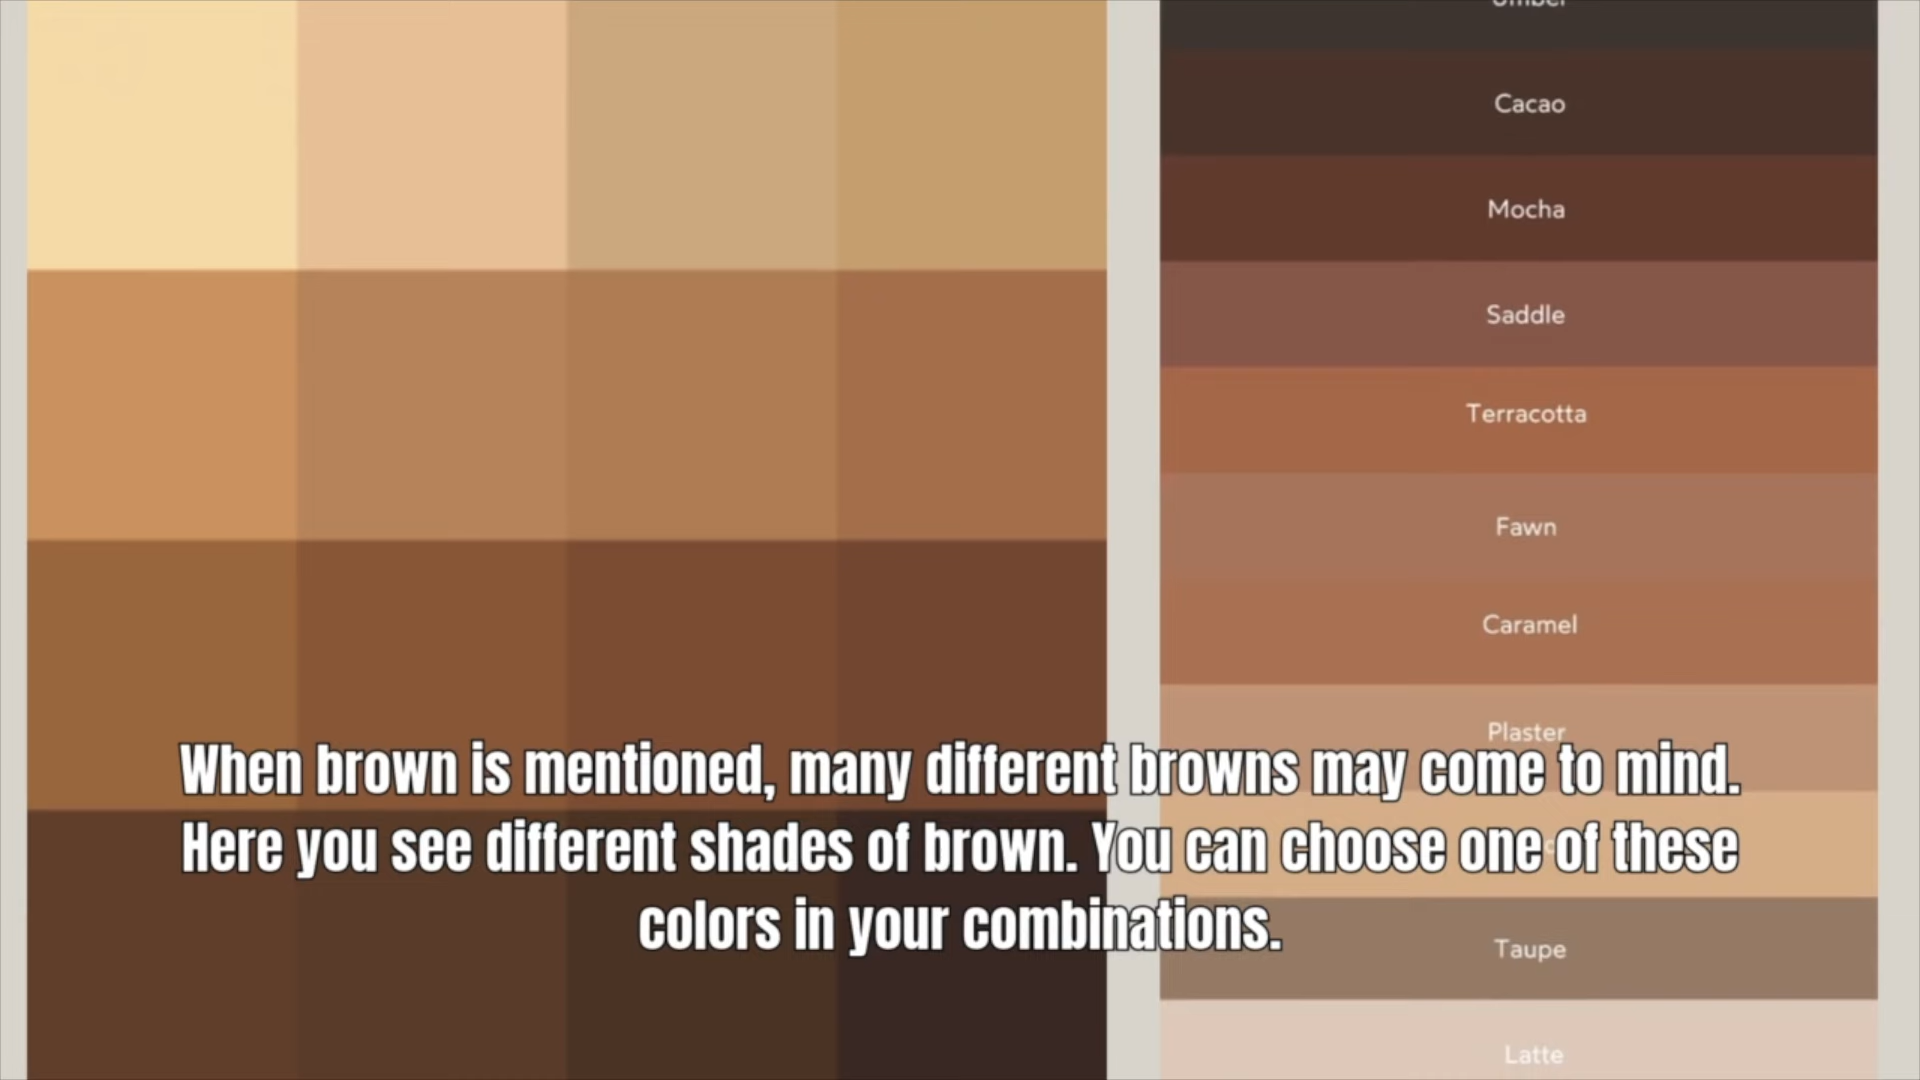 Umber
Cacao
Mocha
Saddle
Terracotta
Fawn
Caramel
Plaster
Taupe
Latte
When brown is mentioned, many different browns may come to mind.
Here you see different shades of brown. You can choose one of these
colors in your combinations.